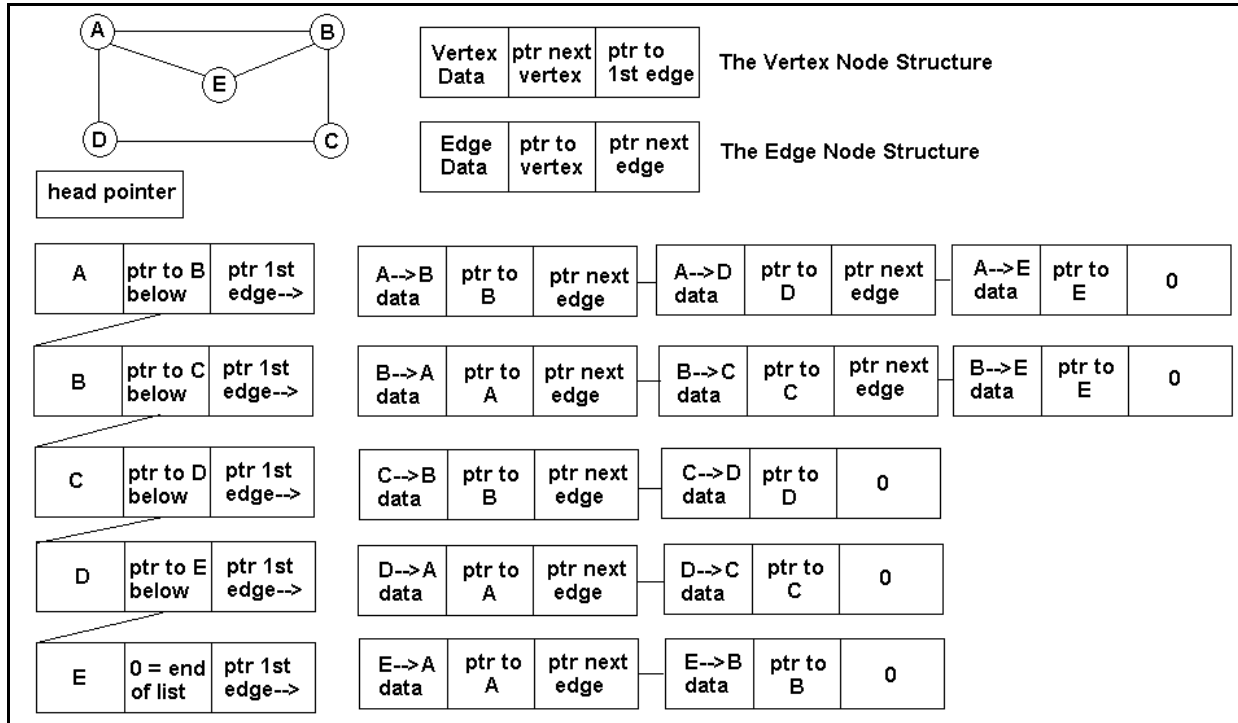 A B
E
D C
Vertex Data ptr next vertex ptr to 1st edge The Vertex Node Structure
Edge Data ptr to vertex ptr next edge The Edge Node Structure
head pointer
A ptr to B below ptr 1st edge--> A-->B data ptr to B ptr next edge A-->D data ptr to D ptr next edge A-->E data ptr to E 0
B ptr to C below ptr 1st edge--> B-->A data ptr to A ptr next edge B-->C data ptr to C ptr next edge B-->E data ptr to E 0
C ptr to D below ptr 1st edge--> C-->B data ptr to B ptr next edge C-->D data ptr to D 0
D ptr to E below ptr 1st edge--> D-->A data ptr to A ptr next edge D-->C data ptr to C 0
E 0 = end of list ptr 1st edge--> E-->A data ptr to A ptr next edge E-->B data ptr to B 0